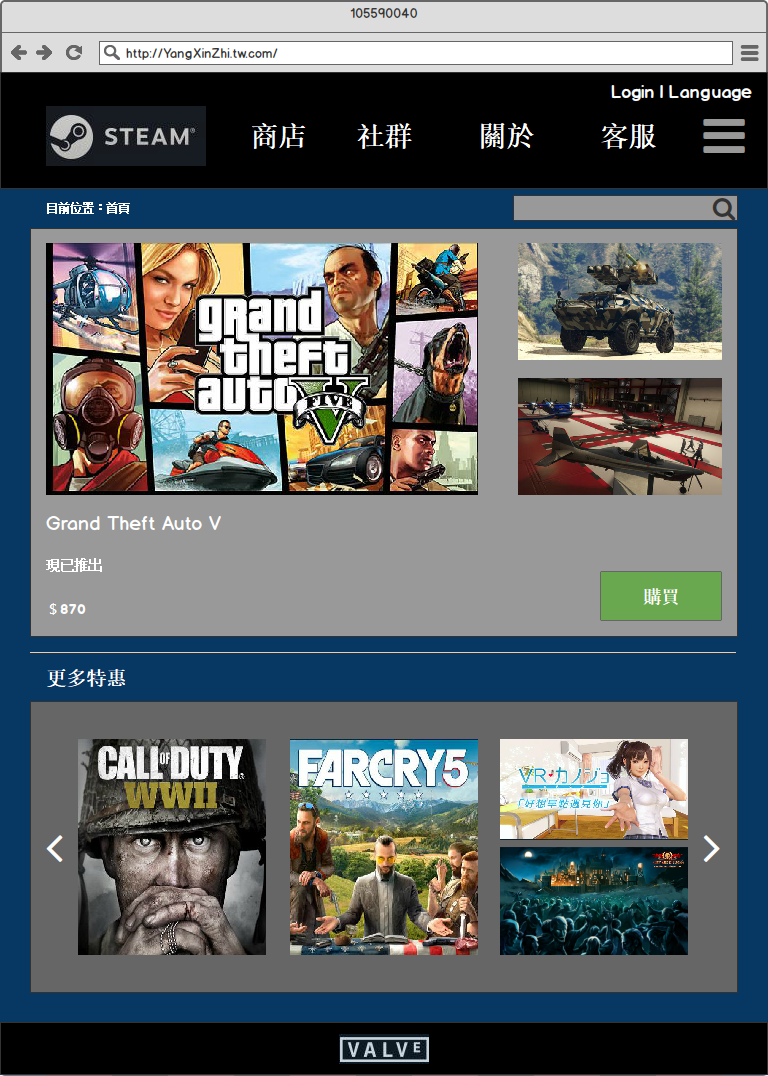 105590040
http://YangXinZhi.tw.com/
Login | Language
STEAM®
商店 社群 關於 客服
目前位置：首頁
grand
theft
auto
V
FIVE
Grand Theft Auto V
現已推出
$870
購買
更多特惠
CALL OF DUTY
WWII
FARCRY5
VR・カノジョ
「好想早點遇見你」
VALVE